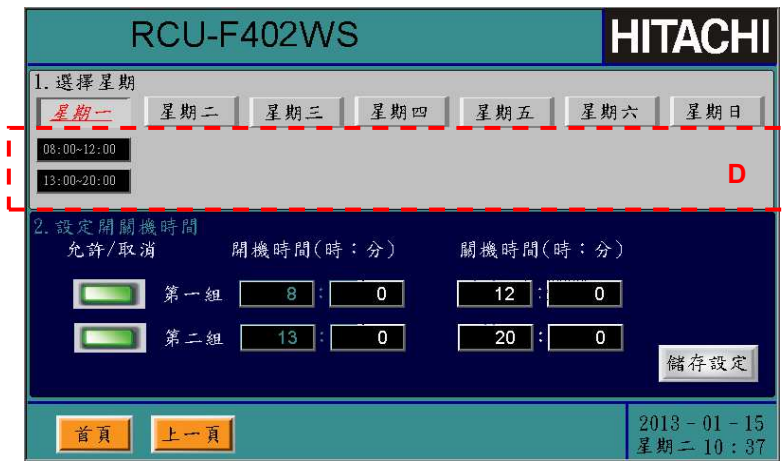 RCU-F402WS HITACHI
1. 選擇星期
星期一 星期二 星期三 星期四 星期五 星期六 星期日
08:00~12:00
13:00~20:00
D
2. 設定開關機時間
允許/取消 開機時間(時：分) 關機時間(時：分)
第一組 8 : 0 12 : 0
第二組 13 : 0 20 : 0
儲存設定
首頁 上一頁
2013-01-15
星期二 10:37